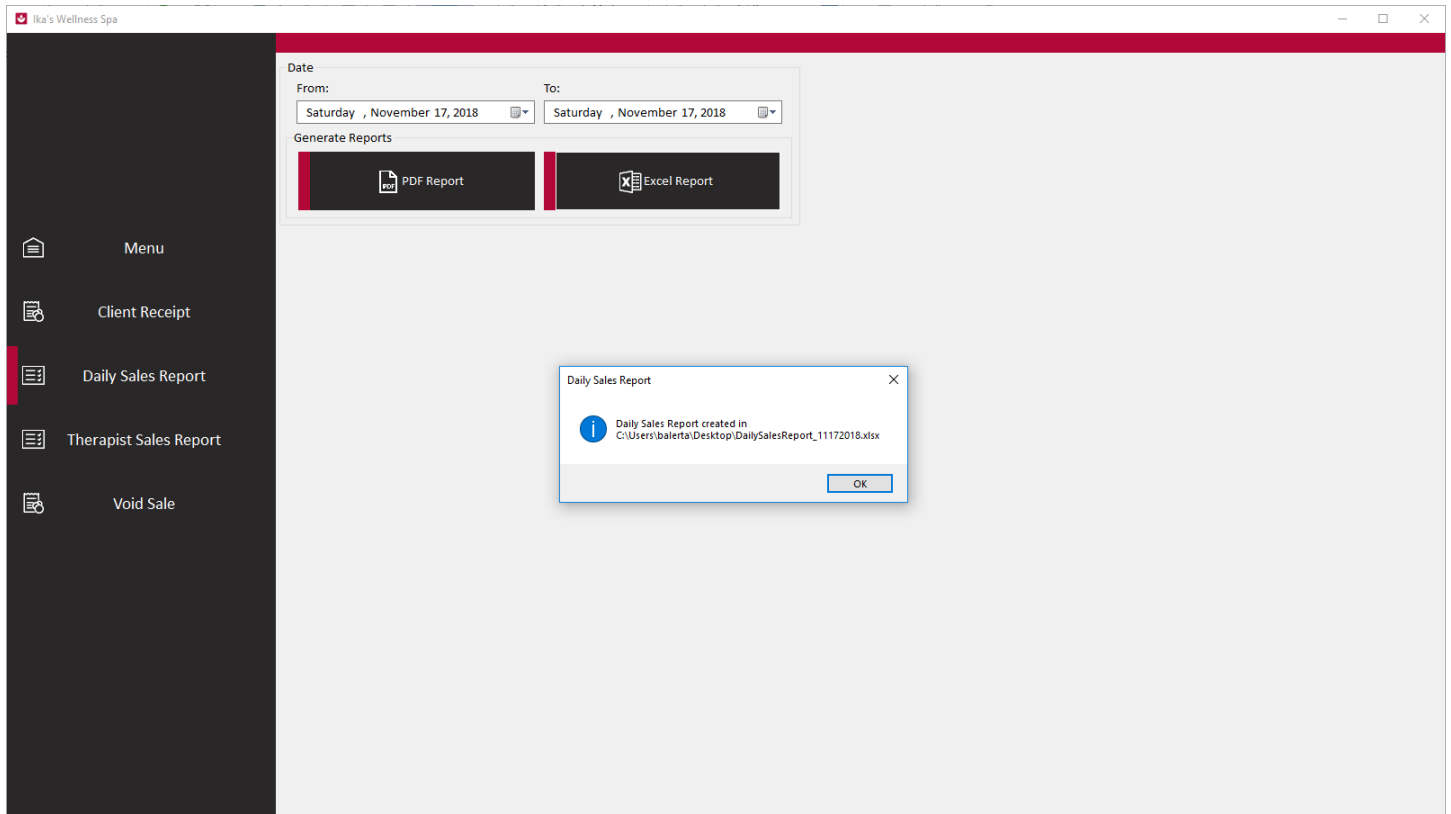 Ika's Wellness Spa
Date
From: To:
Saturday , November 17, 2018 Saturday , November 17, 2018
Generate Reports
PDF PDF Report Excel Report
Menu
Client Receipt
Daily Sales Report
Therapist Sales Report
Void Sale
Daily Sales Report
Daily Sales Report created in
C:\Users\balerta\Desktop\DailySalesReport_11172018.xlsx
OK